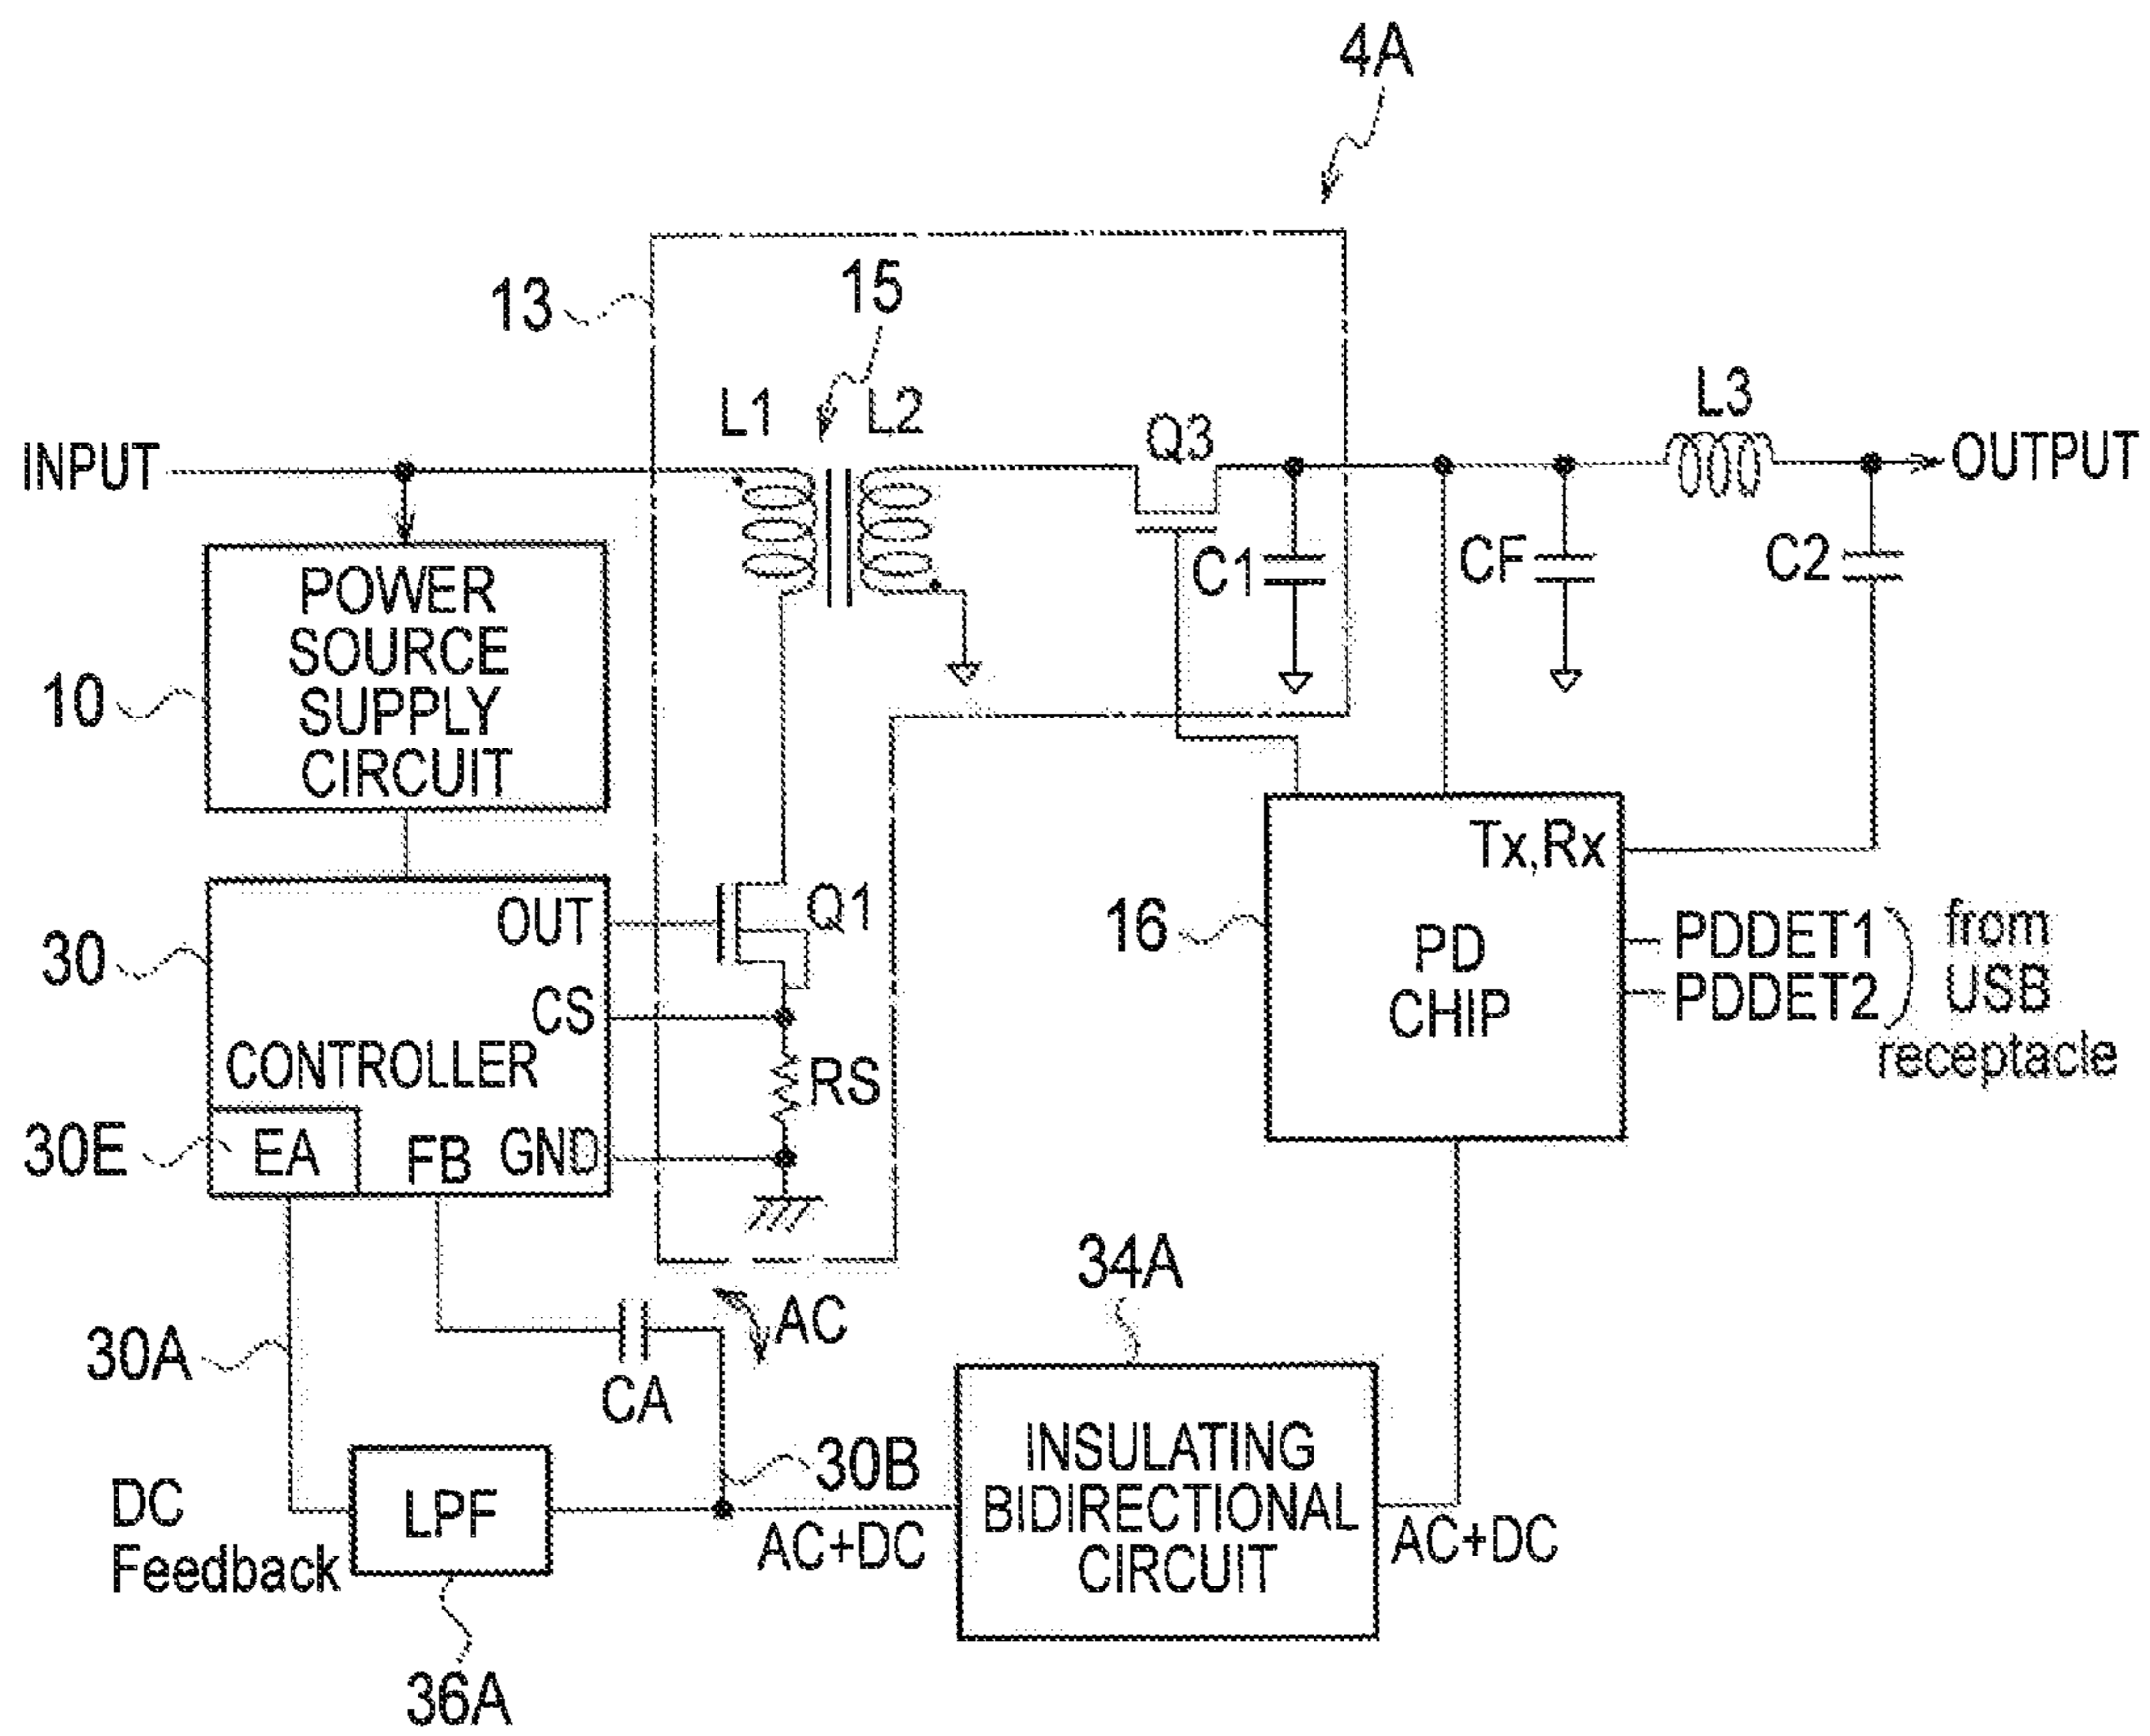 4A
13
15
L1
L2
Q3
L3
INPUT
OUTPUT
C1
CF
C2
POWER
SOURCE
SUPPLY
CIRCUIT
10
Tx,Rx
OUT
Q1
30
CS
16
PD
CHIP
PDDET1
PDDET2
from
USB
receptacle
CONTROLLER
RS
30E
EA
FB
GND
34A
AC
30A
CA
30B
INSULATING
BIDIRECTIONAL
CIRCUIT
DC
Feedback
LPF
AC+DC
AC+DC
36A